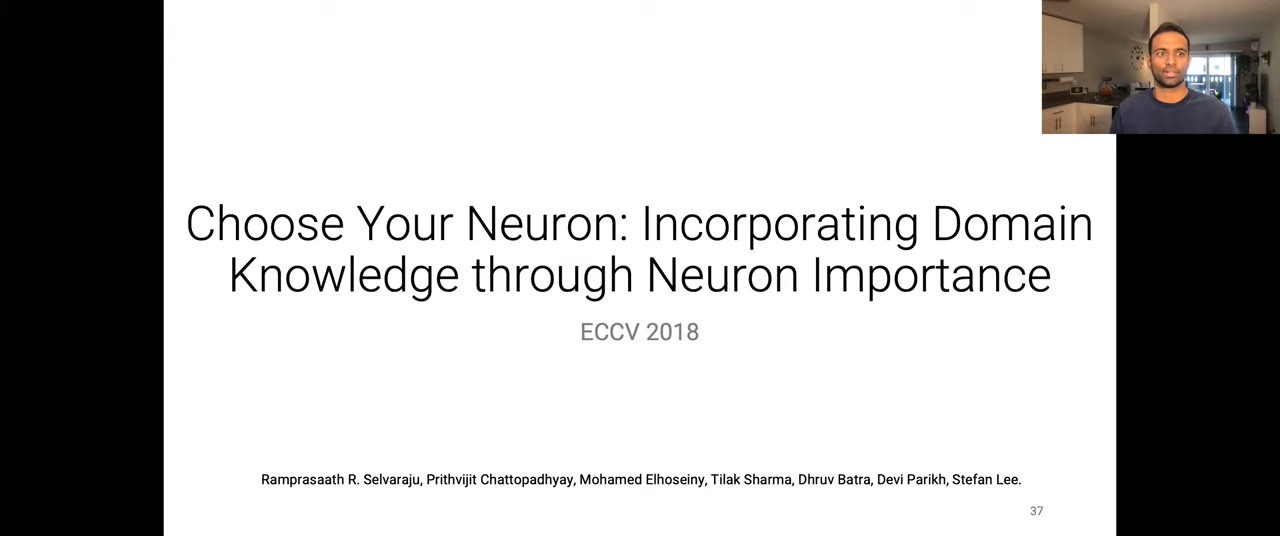 Choose Your Neuron: Incorporating Domain
Knowledge through Neuron Importance
ECCV 2018
Ramprasaath R. Selvaraju, Prithvijit Chattopadhyay, Mohamed Elhoseiny, Tilak Sharma, Dhruv Batra, Devi Parikh, Stefan Lee.
37